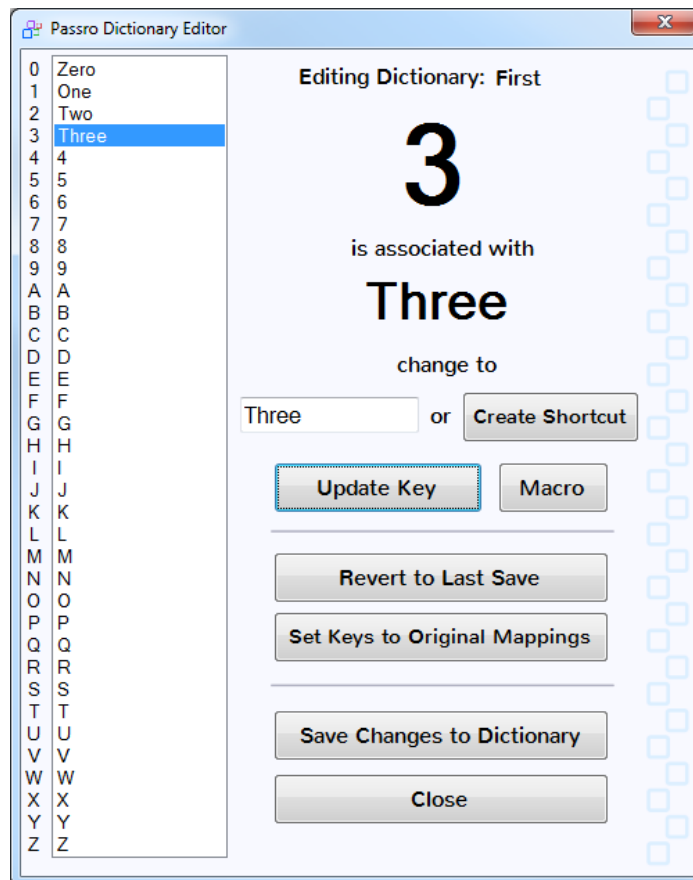 Passro Dictionary Editor
x
0 Zero
1 One
2 Two
3 Three
4 4
5 5
6 6
7 7
8 8
9 9
A A
B B
C C
D D
E E
F F
G G
H H
I I
J J
K K
L L
M M
N N
O O
P P
Q Q
R R
S S
T T
U U
V V
W W
X X
Y Y
Z Z
Editing Dictionary: First
3
is associated with
Three
change to
Three or Create Shortcut
Update Key Macro
Revert to Last Save
Set Keys to Original Mappings
Save Changes to Dictionary
Close